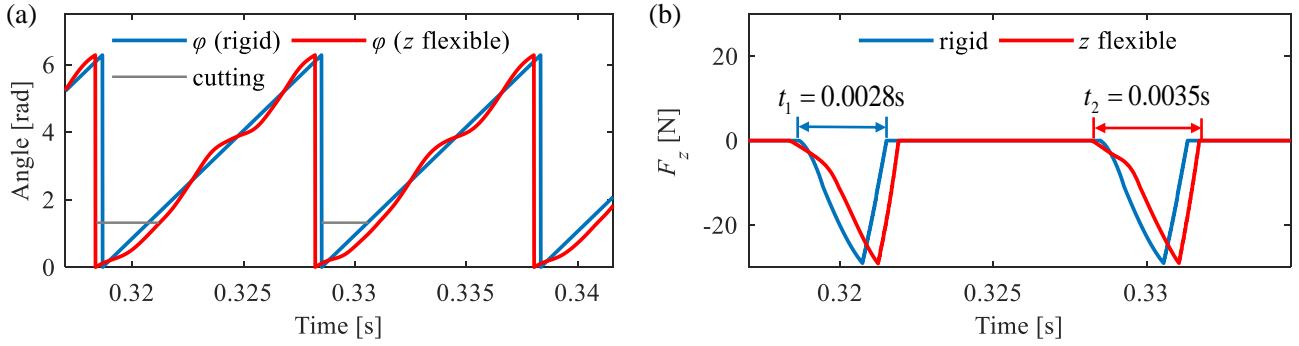 (a)
φ (rigid)
φ (z flexible)
cutting
Angle [rad]
6
4
2
0
0.32
0.325
0.33
0.335
0.34
Time [s]
(b)
rigid
z flexible
t₁ = 0.0028s
t₂ = 0.0035s
F_z [N]
20
0
-20
0.32
0.325
0.33
Time [s]